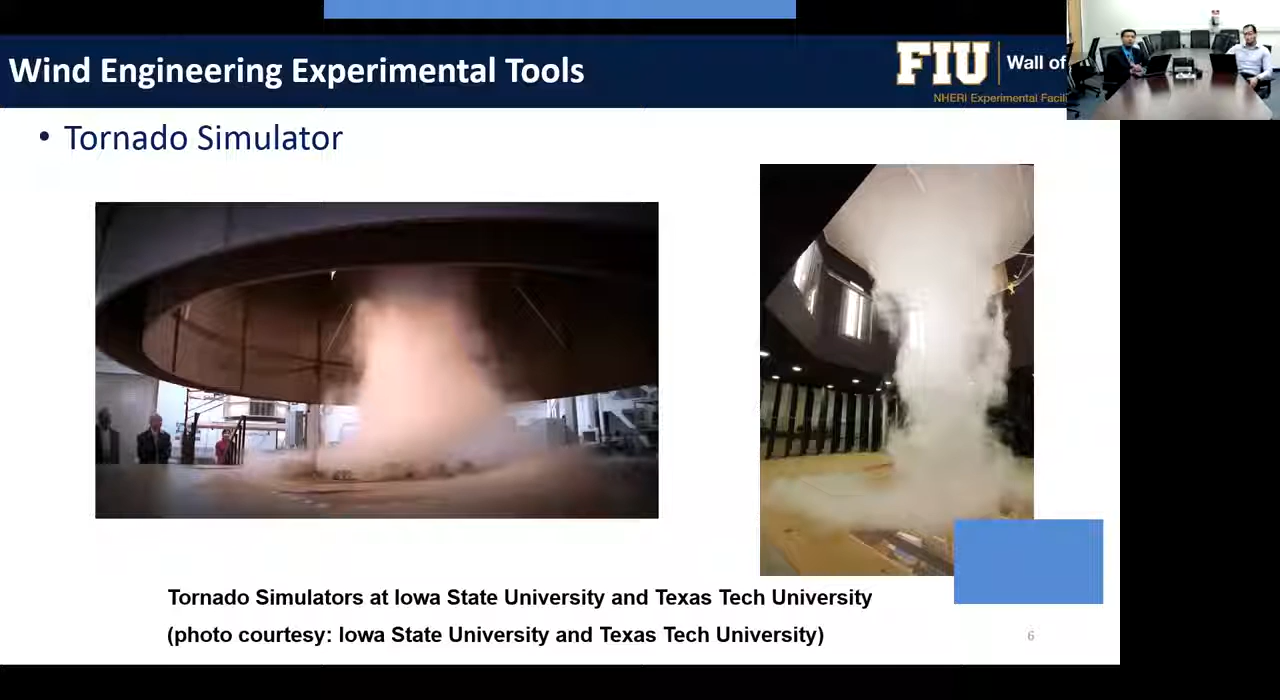 Wind Engineering Experimental Tools
FIU
Wall of
NHERI Experimental
• Tornado Simulator
Tornado Simulators at Iowa State University and Texas Tech University
(photo courtesy: Iowa State University and Texas Tech University)
6